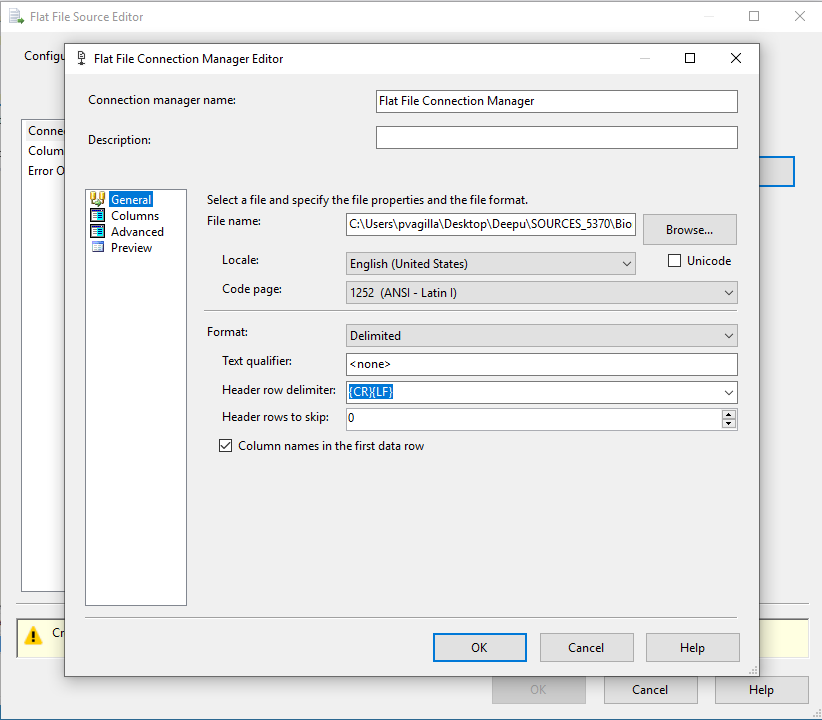 Flat File Source Editor
Configu
Flat File Connection Manager Editor
Connection manager name:
Flat File Connection Manager
Description:
Connec
Colum
Error O
General
Columns
Advanced
Preview
Select a file and specify the file properties and the file format.
File name:
C:\Users\pvagilla\Desktop\Deepu\SOURCES_5370\Bio
Browse...
Locale:
English (United States)
Unicode
Code page:
1252 (ANSI - Latin I)
Format:
Delimited
Text qualifier:
<none>
Header row delimiter:
{CR}{LF}
Header rows to skip:
0
Column names in the first data row
Cr
OK
Cancel
Help
OK
Cancel
Help